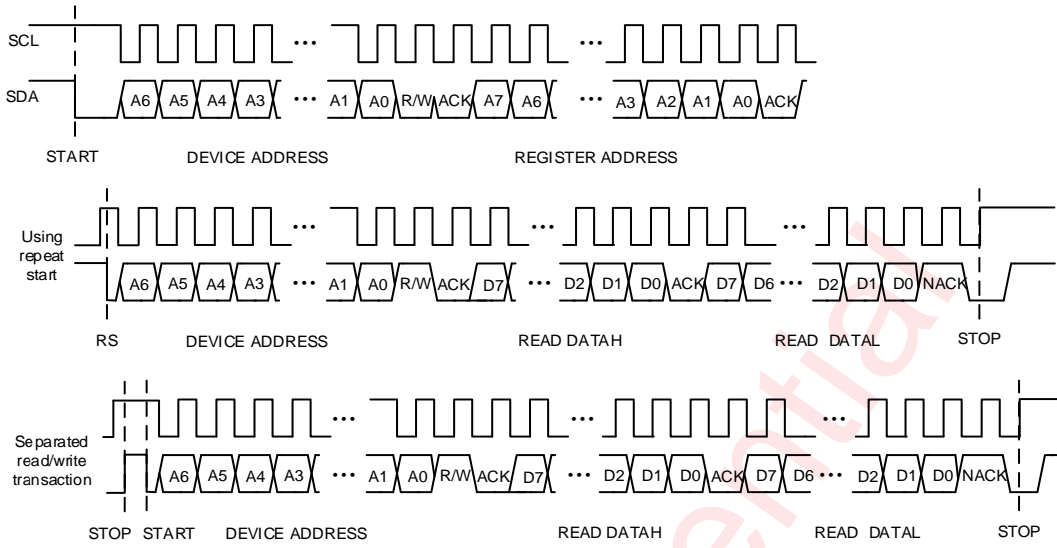 SCL
SDA A6 A5 A4 A3 ··· A1 A0 R/W ACK A7 A6 ··· A3 A2 A1 A0 ACK
START DEVICE ADDRESS REGISTER ADDRESS
Using
repeat
start
A6 A5 A4 A3 ··· A1 A0 R/W ACK D7 ··· D2 D1 D0 ACK D7 D6 ··· D2 D1 D0 NACK
RS DEVICE ADDRESS READ DATAH READ DATAL STOP
Separated
read/write
transaction
A6 A5 A4 A3 ··· A1 A0 R/W ACK D7 ··· D2 D1 D0 ACK D7 D6 ··· D2 D1 D0 NACK
STOP START DEVICE ADDRESS READ DATAH READ DATAL STOP
ential